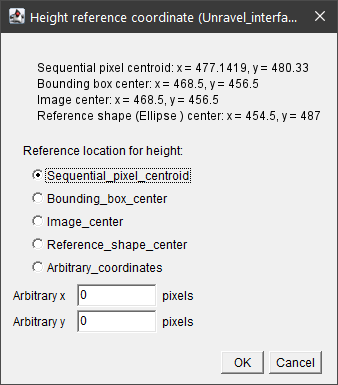 Height reference coordinate (Unravel_interfa...
Sequential pixel centroid: x = 477.1419, y = 480.33
Bounding box center: x = 468.5, y = 456.5
Image center: x = 468.5, y = 456.5
Reference shape (Ellipse ) center: x = 454.5, y = 487
Reference location for height:
Sequential_pixel_centroid
Bounding_box_center
Image_center
Reference_shape_center
Arbitrary_coordinates
Arbitrary x 0 pixels
Arbitrary y 0 pixels
OK Cancel